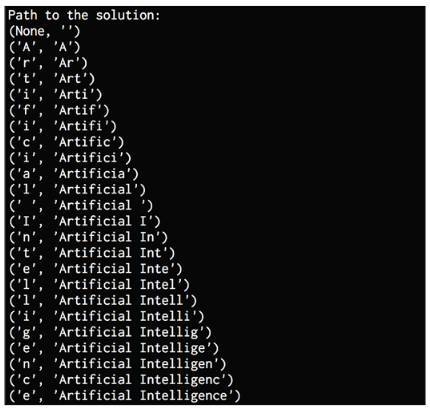 Path to the solution:
(None, '')
('A', 'A')
('r', 'Ar')
('t', 'Art')
('i', 'Arti')
('f', 'Artif')
('i', 'Artifi')
('c', 'Artific')
('i', 'Artifici')
('a', 'Artificia')
('l', 'Artificial')
(' ', 'Artificial ')
('I', 'Artificial I')
('n', 'Artificial In')
('t', 'Artificial Int')
('e', 'Artificial Inte')
('l', 'Artificial Intel')
('l', 'Artificial Intell')
('i', 'Artificial Intelli')
('g', 'Artificial Intellig')
('e', 'Artificial Intellige')
('n', 'Artificial Intelligen')
('c', 'Artificial Intelligenc')
('e', 'Artificial Intelligence')